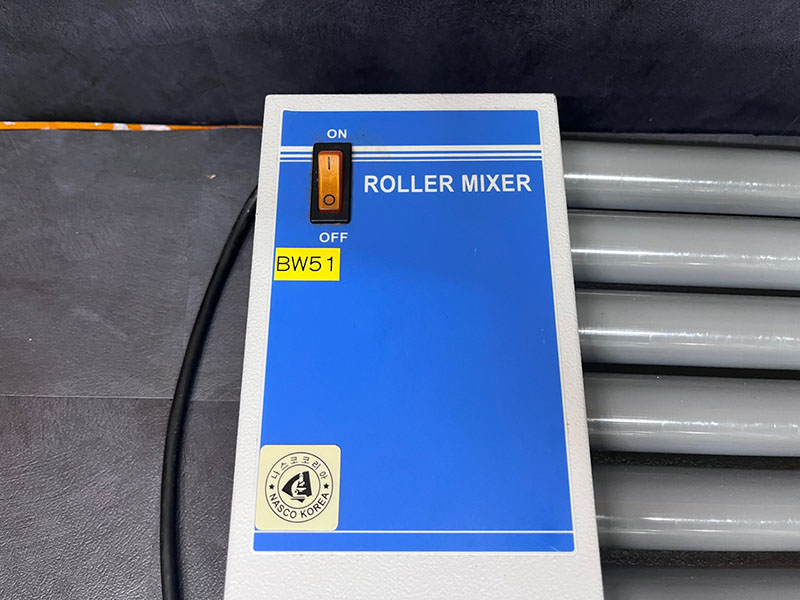 ON
I
ROLLER MIXER
O
OFF
BW51
나스코코리아
★ NASCO KOREA ★